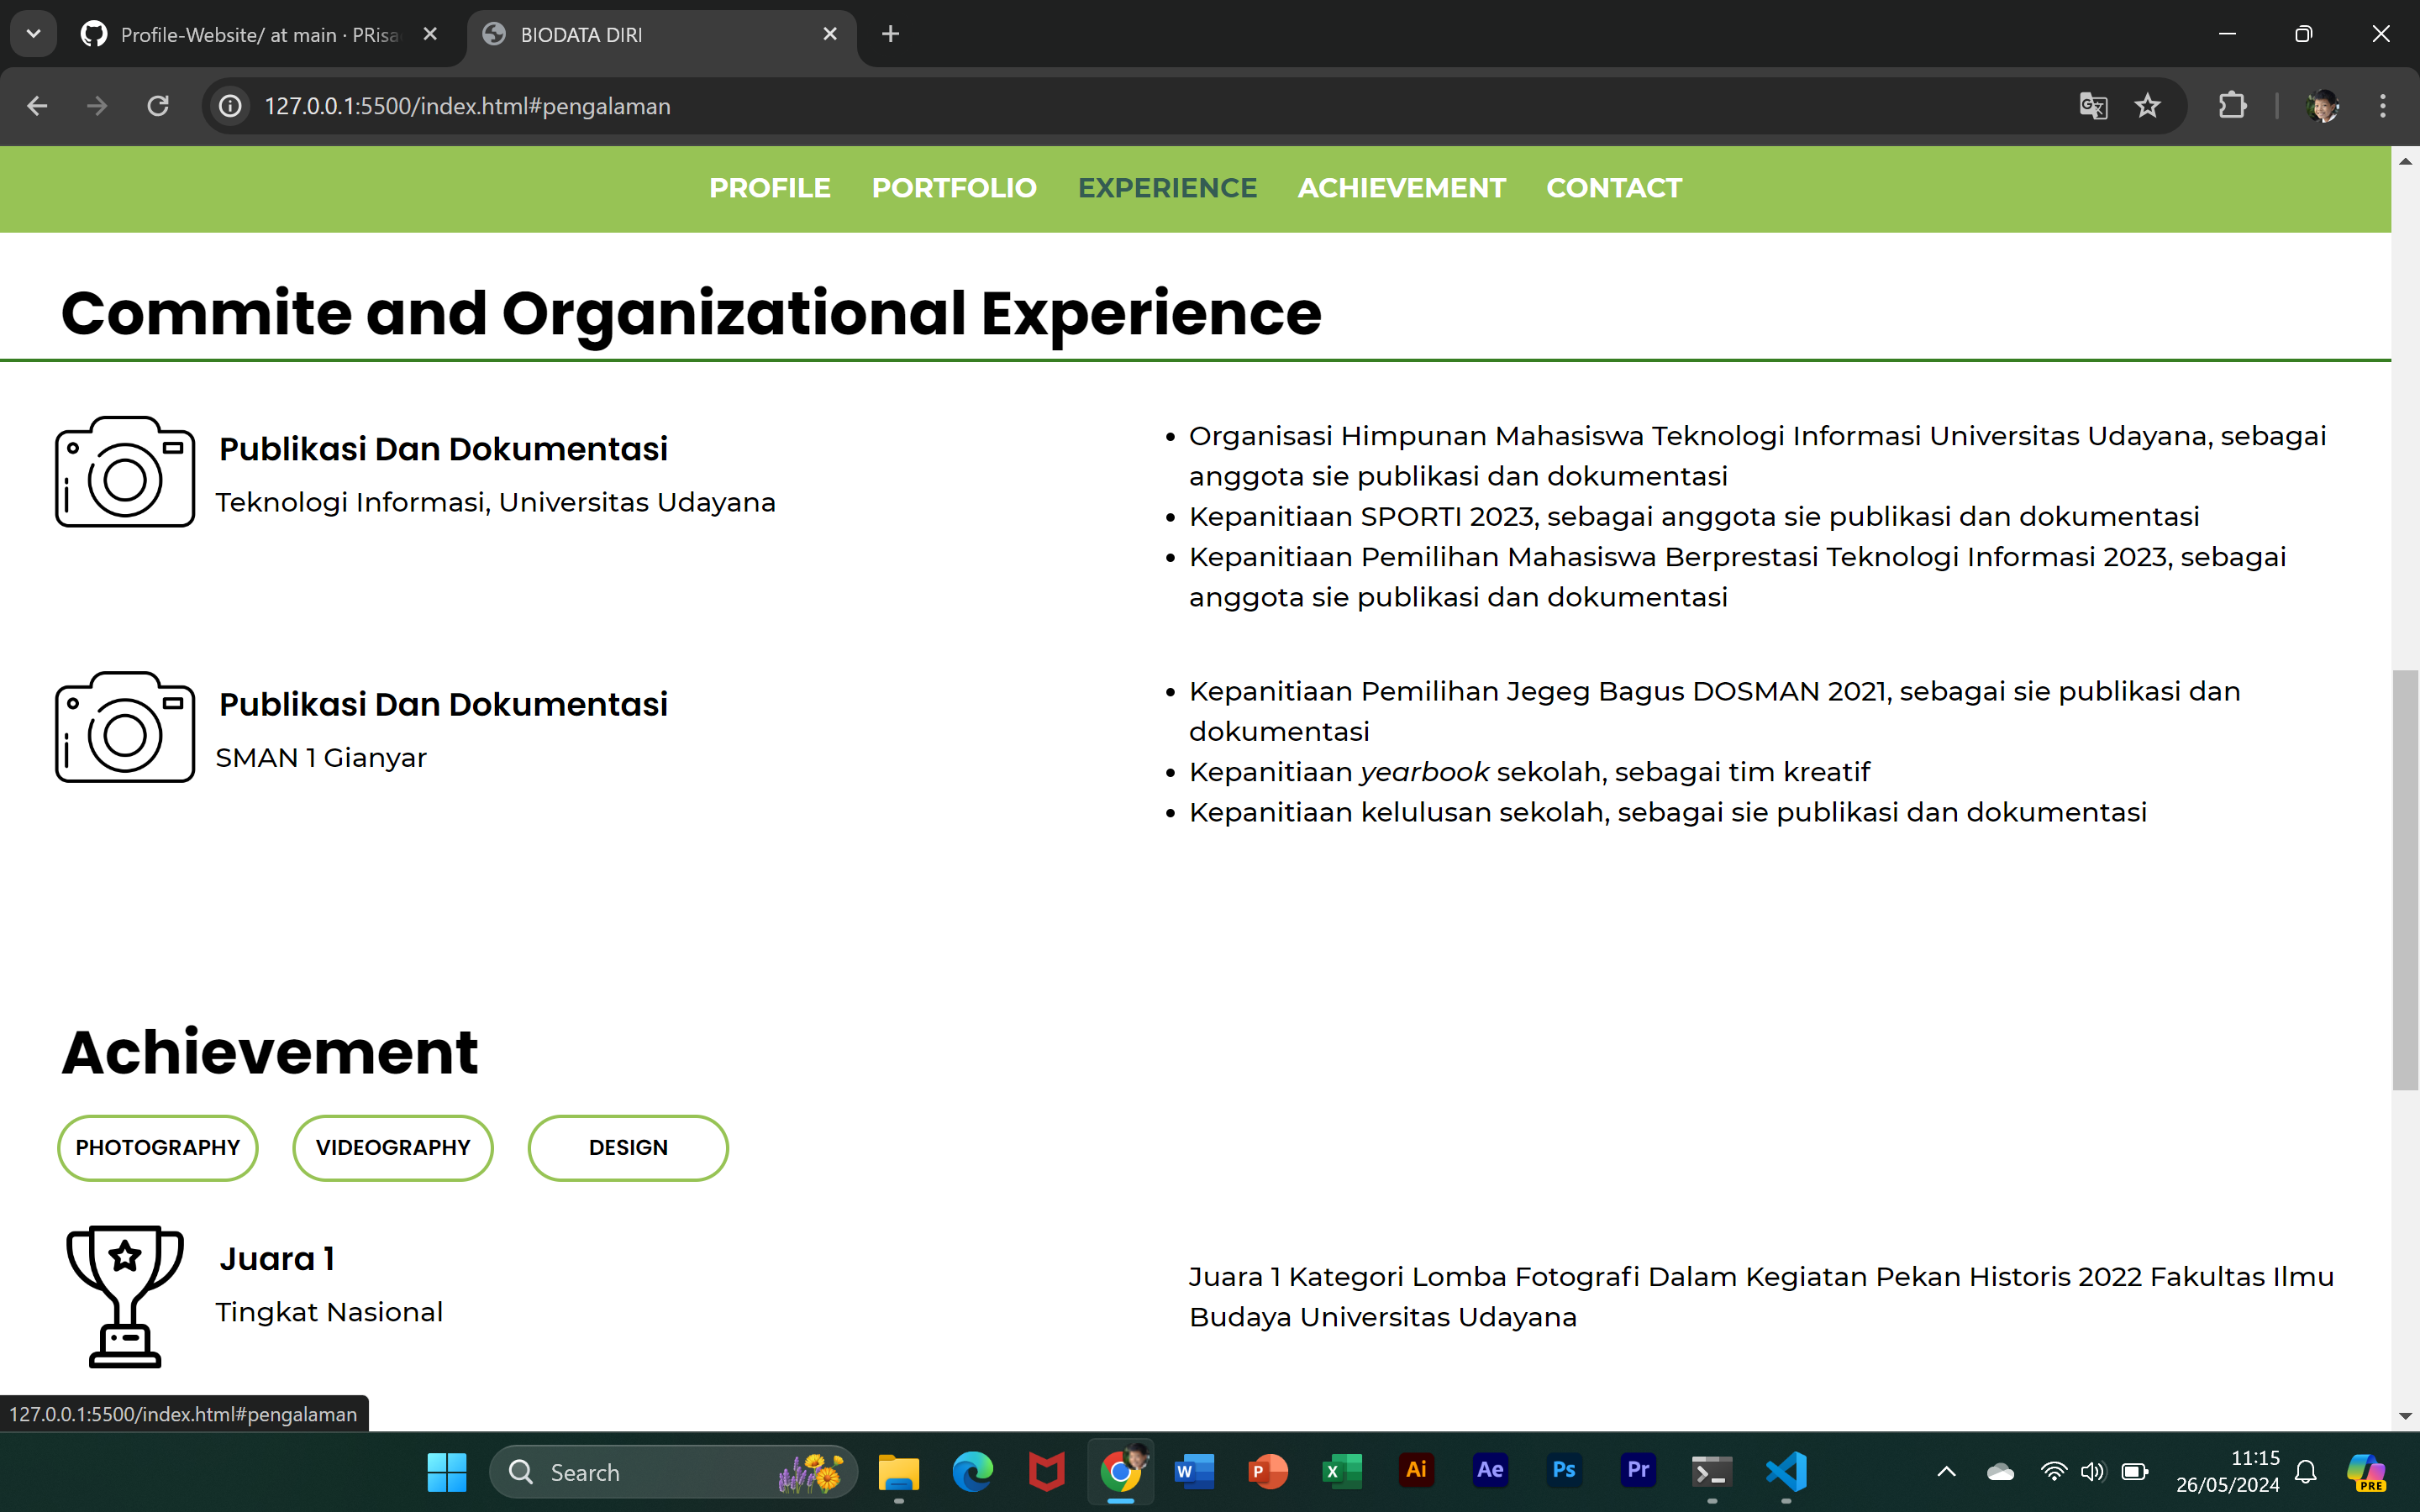 Profile-Website/ at main · PRisa
BIODATA DIRI
127.0.0.1:5500/index.html#pengalaman
PROFILE PORTFOLIO EXPERIENCE ACHIEVEMENT CONTACT
Commite and Organizational Experience
Publikasi Dan Dokumentasi
Teknologi Informasi, Universitas Udayana
• Organisasi Himpunan Mahasiswa Teknologi Informasi Universitas Udayana, sebagai
anggota sie publikasi dan dokumentasi
• Kepanitiaan SPORTI 2023, sebagai anggota sie publikasi dan dokumentasi
• Kepanitiaan Pemilihan Mahasiswa Berprestasi Teknologi Informasi 2023, sebagai
anggota sie publikasi dan dokumentasi
Publikasi Dan Dokumentasi
SMAN 1 Gianyar
• Kepanitiaan Pemilihan Jegeg Bagus DOSMAN 2021, sebagai sie publikasi dan
dokumentasi
• Kepanitiaan yearbook sekolah, sebagai tim kreatif
• Kepanitiaan kelulusan sekolah, sebagai sie publikasi dan dokumentasi
Achievement
PHOTOGRAPHY VIDEOGRAPHY DESIGN
Juara 1
Tingkat Nasional
Juara 1 Kategori Lomba Fotografi Dalam Kegiatan Pekan Historis 2022 Fakultas Ilmu
Budaya Universitas Udayana
127.0.0.1:5500/index.html#pengalaman
Search
W P X Ai Ae Ps Pr
11:15
26/05/2024
PRE